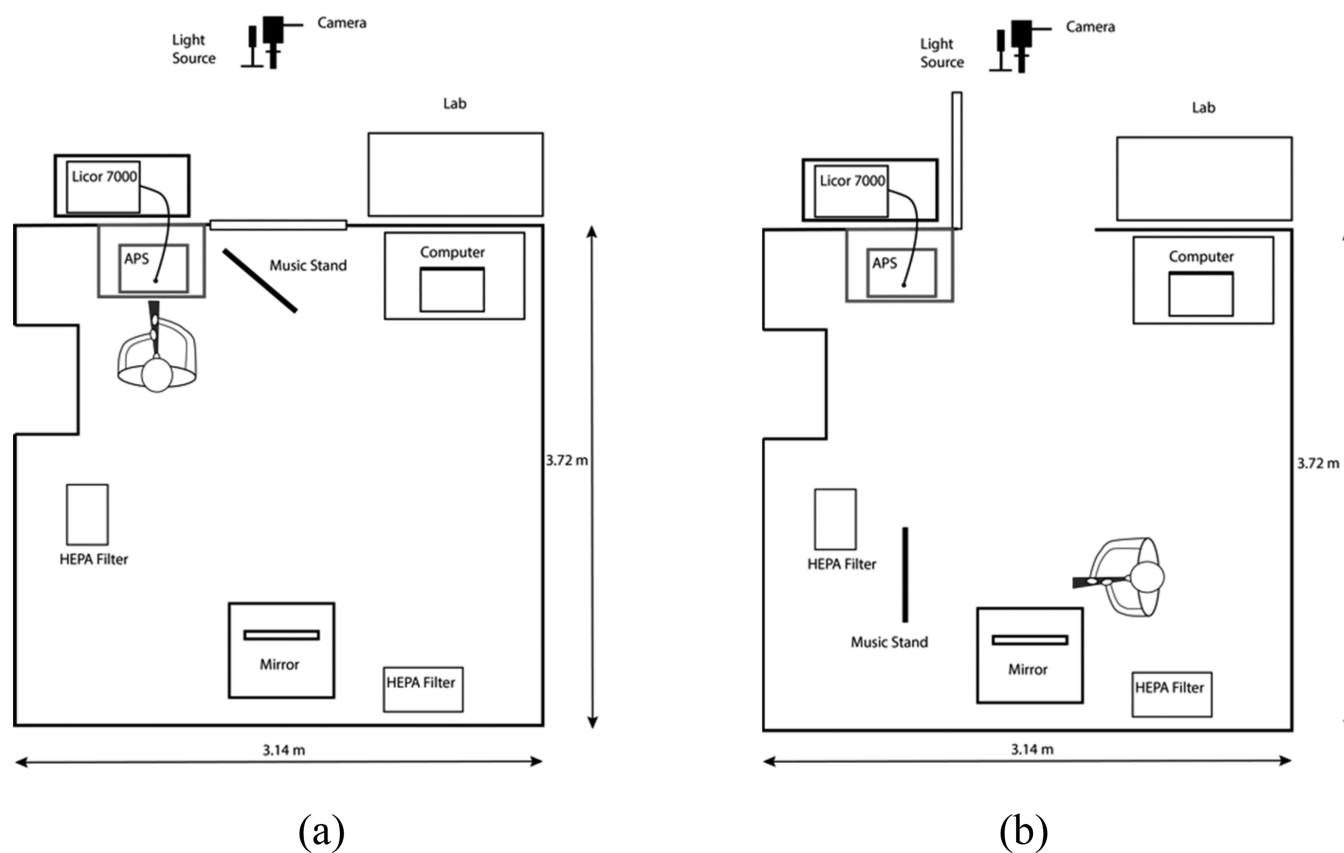 Camera
Light
Source
Lab
Licor 7000
APS
Music Stand
Computer
3.72 m
HEPA Filter
Mirror
HEPA Filter
3.14 m
(a)
Camera
Light
Source
Lab
Licor 7000
APS
Computer
3.72 m
HEPA Filter
Music Stand
Mirror
HEPA Filter
3.14 m
(b)